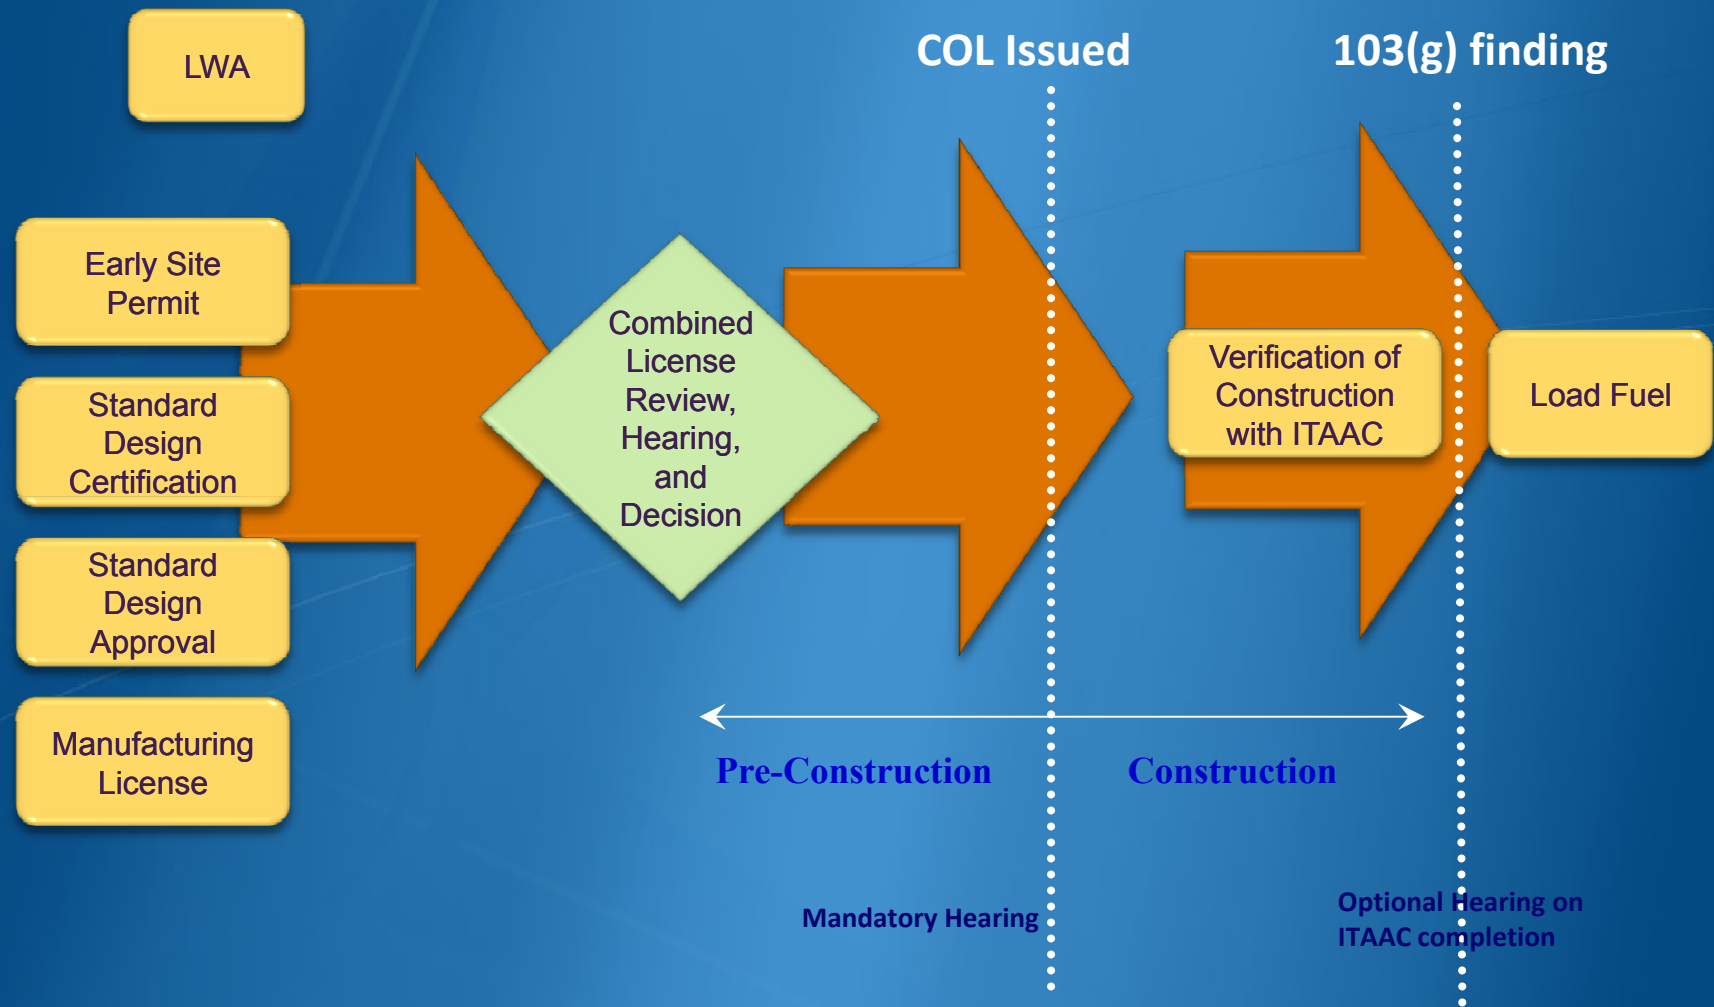 LWA
COL Issued
103(g) finding
Early Site
Permit
Standard
Design
Certification
Standard
Design
Approval
Manufacturing
License
Combined
License
Review,
Hearing,
and
Decision
Verification of
Construction
with ITAAC
Load Fuel
Pre-Construction
Construction
Mandatory Hearing
Optional Hearing on
ITAAC completion